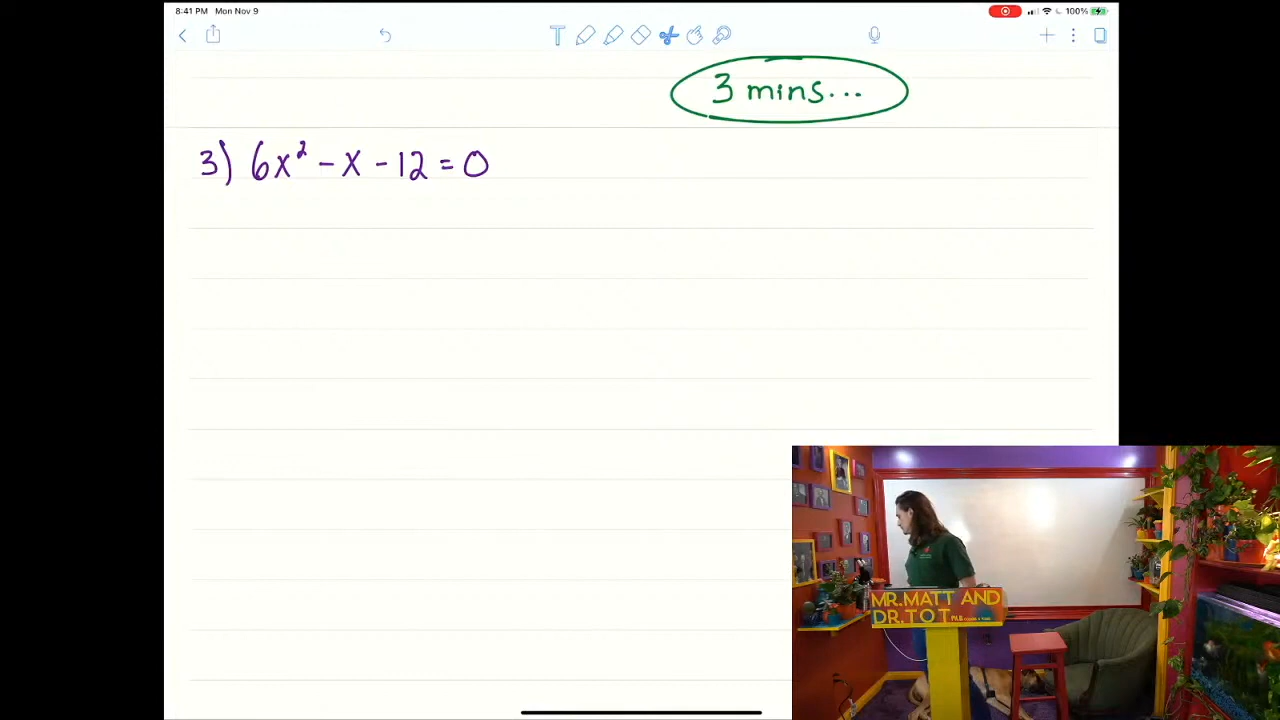 8:41 PM Mon Nov 9
100%
3 mins...
3) 6x² - x - 12 = 0
MR. MATT AND
DR. TOT